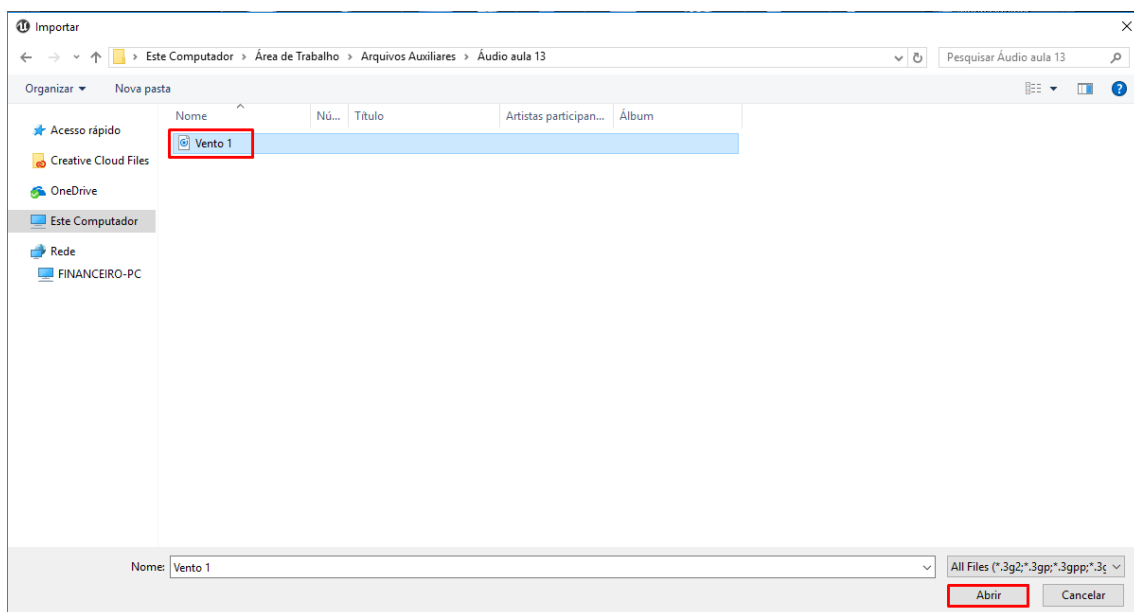 Importar
Este Computador > Área de Trabalho > Arquivos Auxiliares > Áudio aula 13
Pesquisar Áudio aula 13
Organizar
Nova pasta
Nome Nú... Título Artistas participan... Álbum
Acesso rápido
Vento 1
Creative Cloud Files
OneDrive
Este Computador
Rede
FINANCEIRO-PC
Nome: Vento 1
All Files (*.3g2;*.3gp;*.3gpp;*.3g
Abrir Cancelar